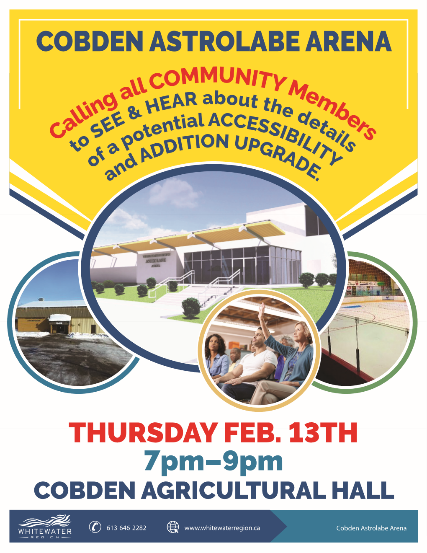 COBDEN ASTROLABE ARENA
Calling all COMMUNITY Members
to SEE & HEAR about the details
of a potential ACCESSIBILITY
and ADDITION UPGRADE.
THURSDAY FEB. 13TH
7pm–9pm
COBDEN AGRICULTURAL HALL
WHITEWATER
REGION
613 646 2282
www.whitewaterregion.ca
Cobden Astrolabe Arena